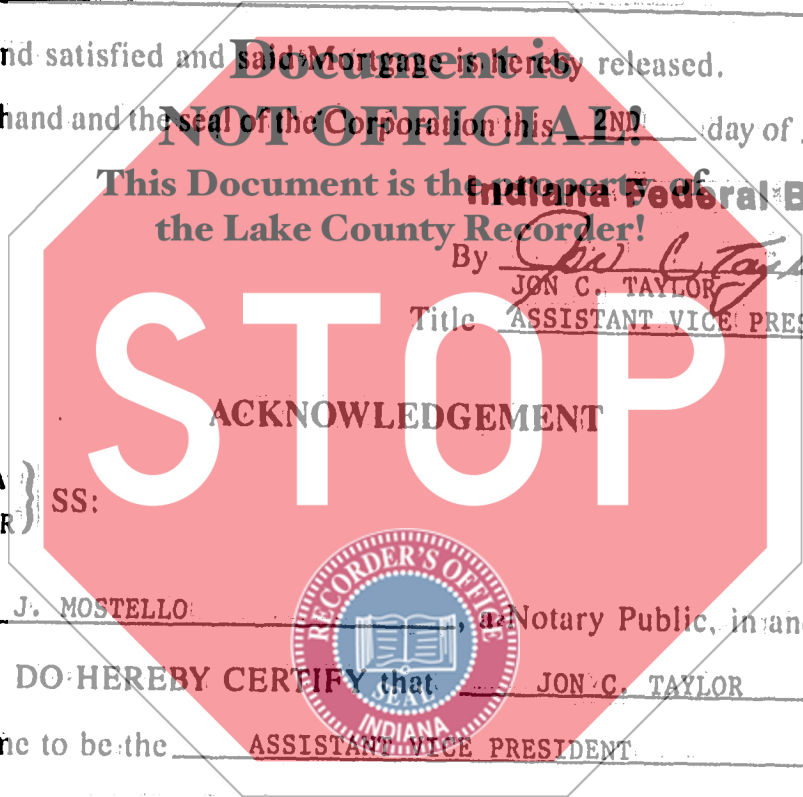 nd satisfied and said Mortgage is hereby released.
Document is
hand and the seal of the Corporation this 2ND day of
NOT OFFICIAL!
This Document is the property of
Indiana Federal B
the Lake County Recorder!
By Jon C. Taylo
JON C. TAYLOR
Title ASSISTANT VICE PRES
STOP
ACKNOWLEDGEMENT
A
R } SS:
RECORDER'S OFFICE
SEAL
INDIANA
J. MOSTELLO, a Notary Public, in and
DO HEREBY CERTIFY that JON C. TAYLOR
me to be the ASSISTANT VICE PRESIDENT